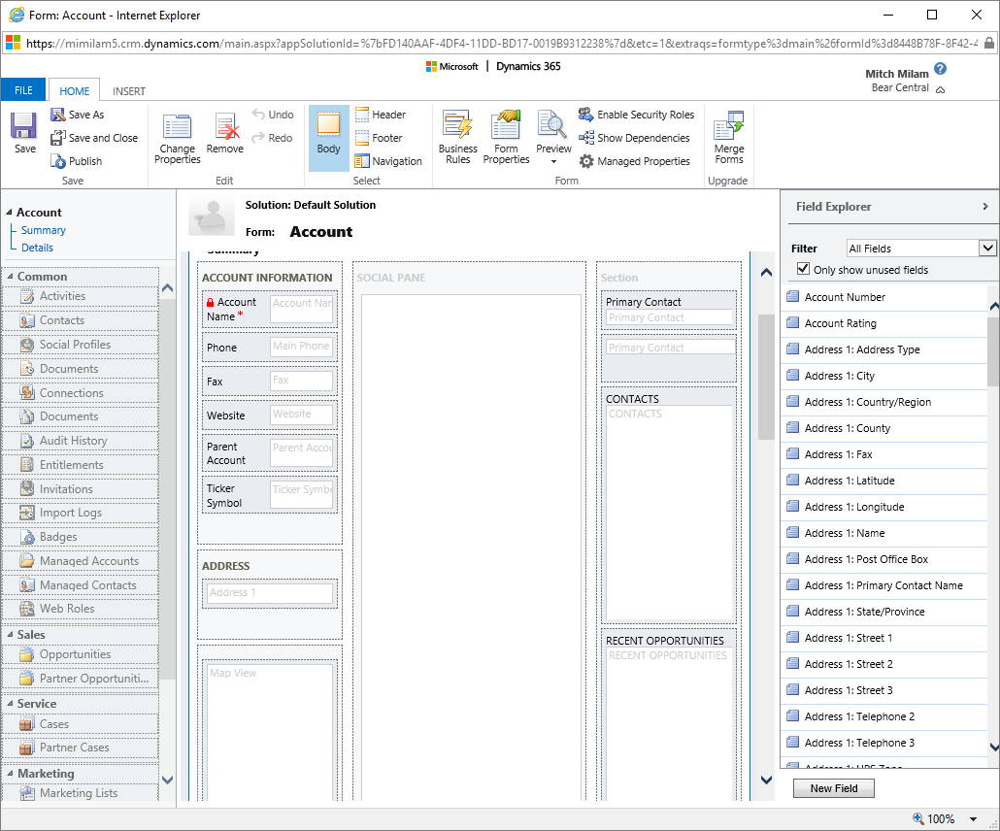 Form: Account - Internet Explorer
https://mimilam5.crm.dynamics.com/main.aspx?appSolutionId=%7bFD140AAF-4DF4-11DD-BD17-0019B9312238%7d&etc=1&extraqs=formtype%3dmain%26formId%3d8448B78F-8F42-4
Microsoft | Dynamics 365
Mitch Milam
Bear Central
FILE HOME INSERT
Save
Save As
Save and Close
Publish
Save
Change Properties
Remove
Undo
Redo
Edit
Body
Header
Footer
Navigation
Select
Business Rules
Form Properties
Preview
Enable Security Roles
Show Dependencies
Managed Properties
Form
Merge Forms
Upgrade
Account
Summary
Details
Common
Activities
Contacts
Social Profiles
Documents
Connections
Documents
Audit History
Entitlements
Invitations
Import Logs
Badges
Managed Accounts
Managed Contacts
Web Roles
Sales
Opportunities
Partner Opportuniti...
Service
Cases
Partner Cases
Marketing
Marketing Lists
Solution: Default Solution
Form: Account
Summary
ACCOUNT INFORMATION
Account Name * Account Nam
Phone Main Phone
Fax Fax
Website Website
Parent Account Parent Accou
Ticker Symbol Ticker Symbo
ADDRESS
Address 1
Map View
SOCIAL PANE
Section
Primary Contact
Primary Contact
Primary Contact
CONTACTS
CONTACTS
RECENT OPPORTUNITIES
RECENT OPPORTUNITIES
Field Explorer
Filter All Fields
Only show unused fields
Account Number
Account Rating
Address 1: Address Type
Address 1: City
Address 1: Country/Region
Address 1: County
Address 1: Fax
Address 1: Latitude
Address 1: Longitude
Address 1: Name
Address 1: Post Office Box
Address 1: Primary Contact Name
Address 1: State/Province
Address 1: Street 1
Address 1: Street 2
Address 1: Street 3
Address 1: Telephone 2
Address 1: Telephone 3
Address 1: UPS Zone
New Field
100%